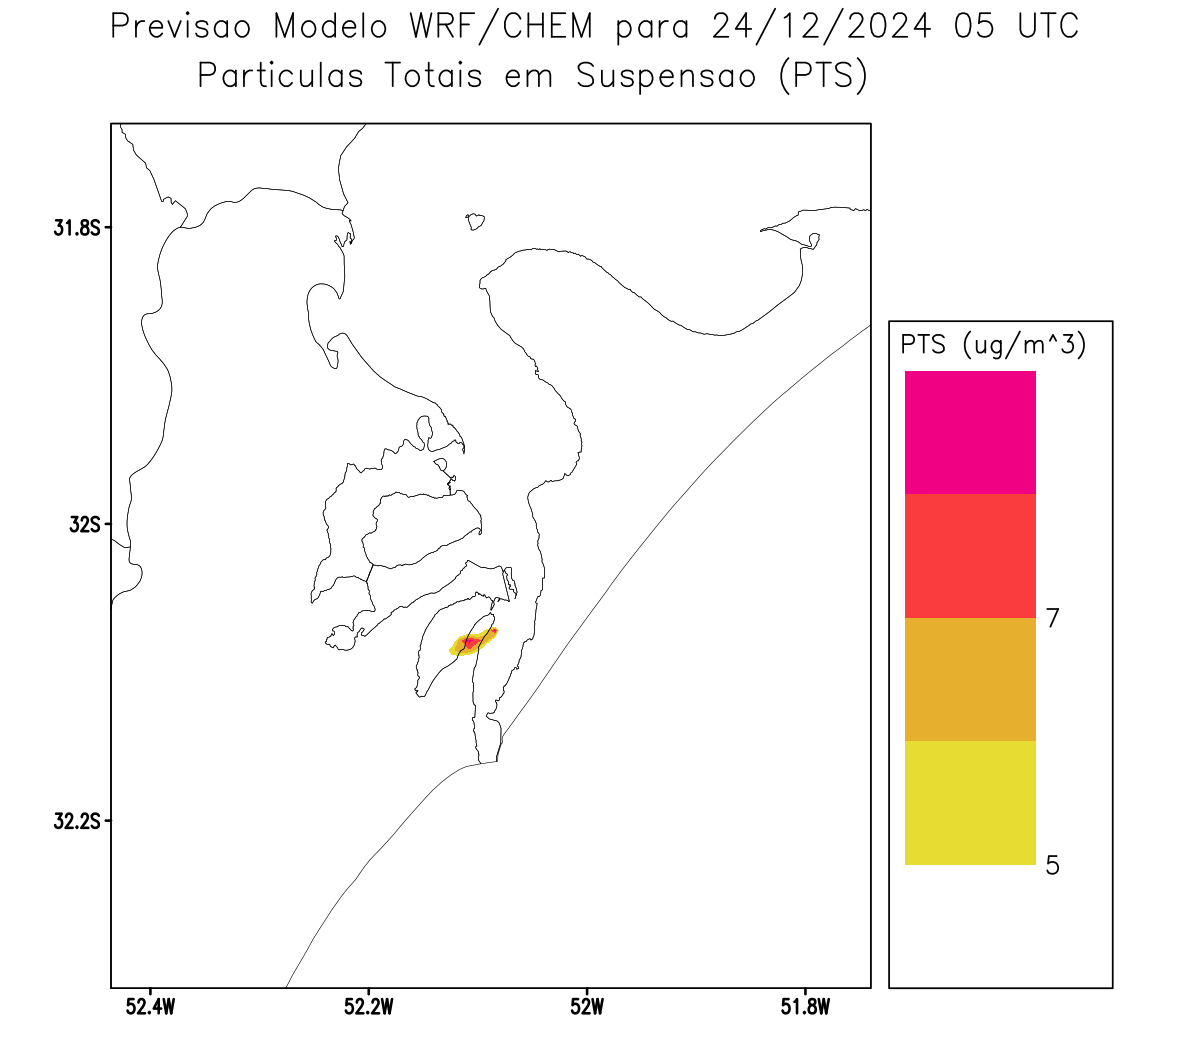 Previsao Modelo WRF/CHEM para 24/12/2024 05 UTC
Particulas Totais em Suspensao (PTS)
31.8S
32S
32.2S
52.4W
52.2W
52W
51.8W
PTS (ug/m^3)
7
5